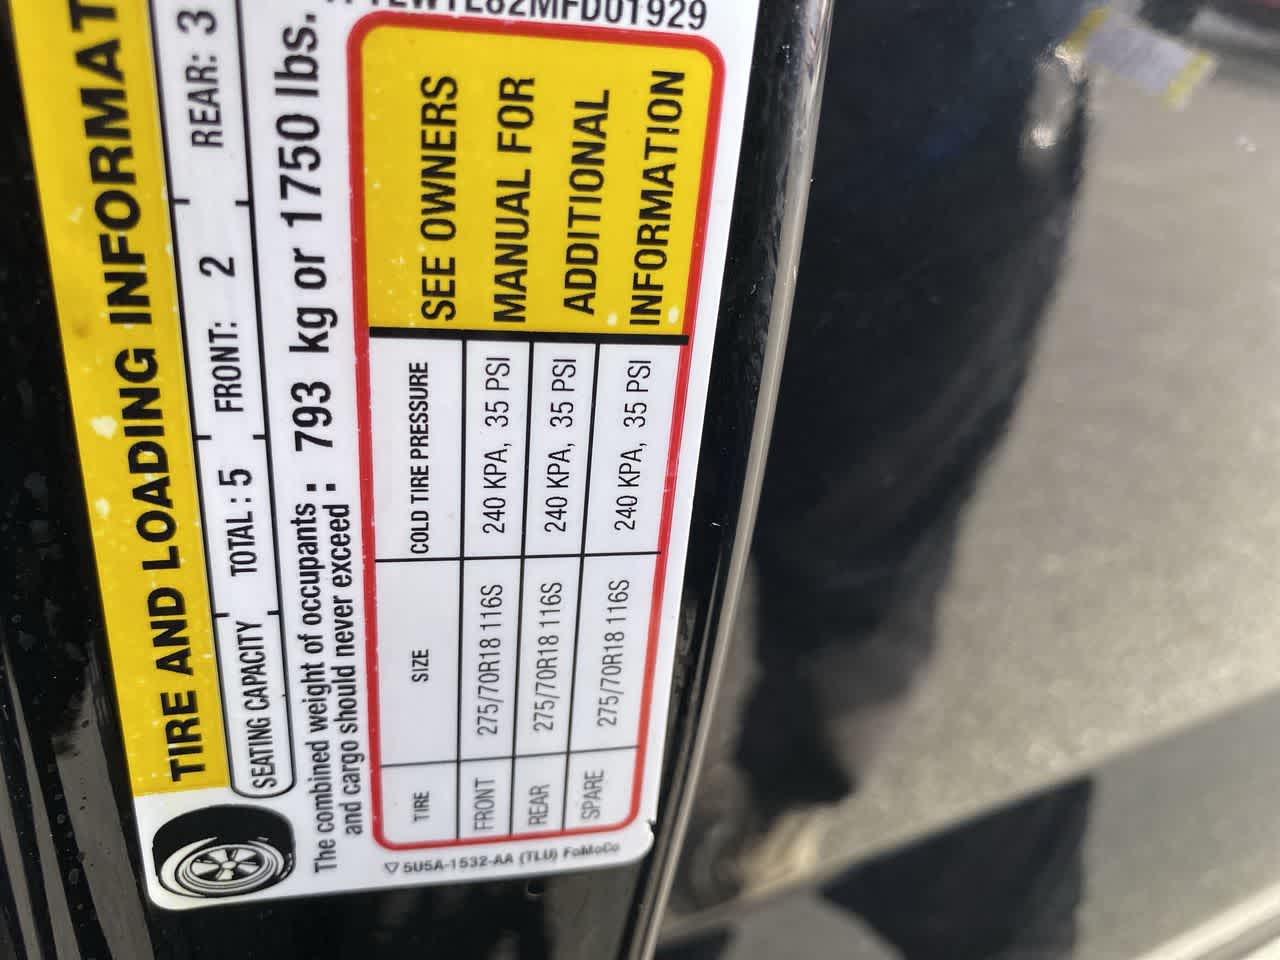 TIRE AND LOADING INFORMAT
SEATING CAPACITY TOTAL : 5 FRONT: 2 REAR: 3
The combined weight of occupants
and cargo should never exceed : 793 kg or 1750 lbs.
TIRE SIZE COLD TIRE PRESSURE
FRONT 275/70R18 116S 240 KPA, 35 PSI
REAR 275/70R18 116S 240 KPA, 35 PSI
SPARE 275/70R18 116S 240 KPA, 35 PSI
SEE OWNERS
MANUAL FOR
ADDITIONAL
INFORMATION
5U5A-1532-AA (TLU) FoMoCo